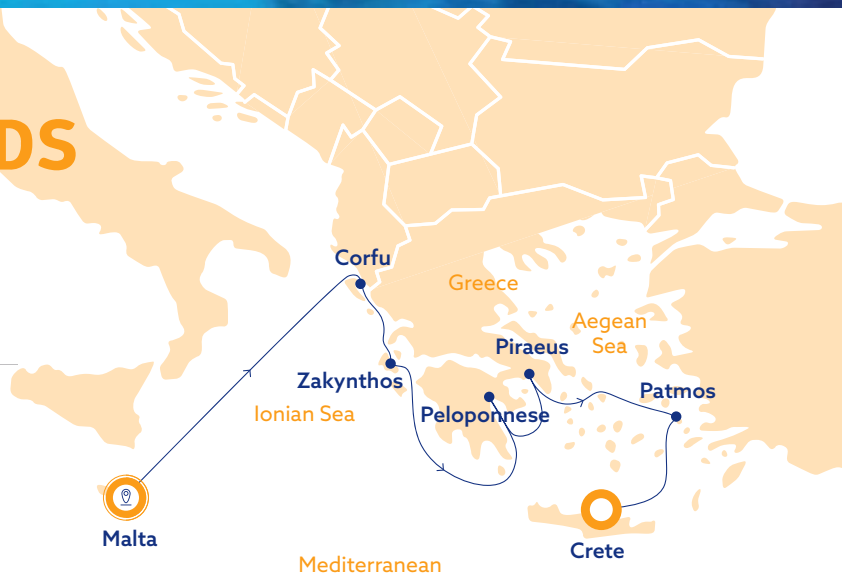 DS
Corfu
Greece
Aegean
Sea
Piraeus
Zakynthos
Patmos
Ionian Sea
Peloponnese
Malta
Crete
Mediterranean